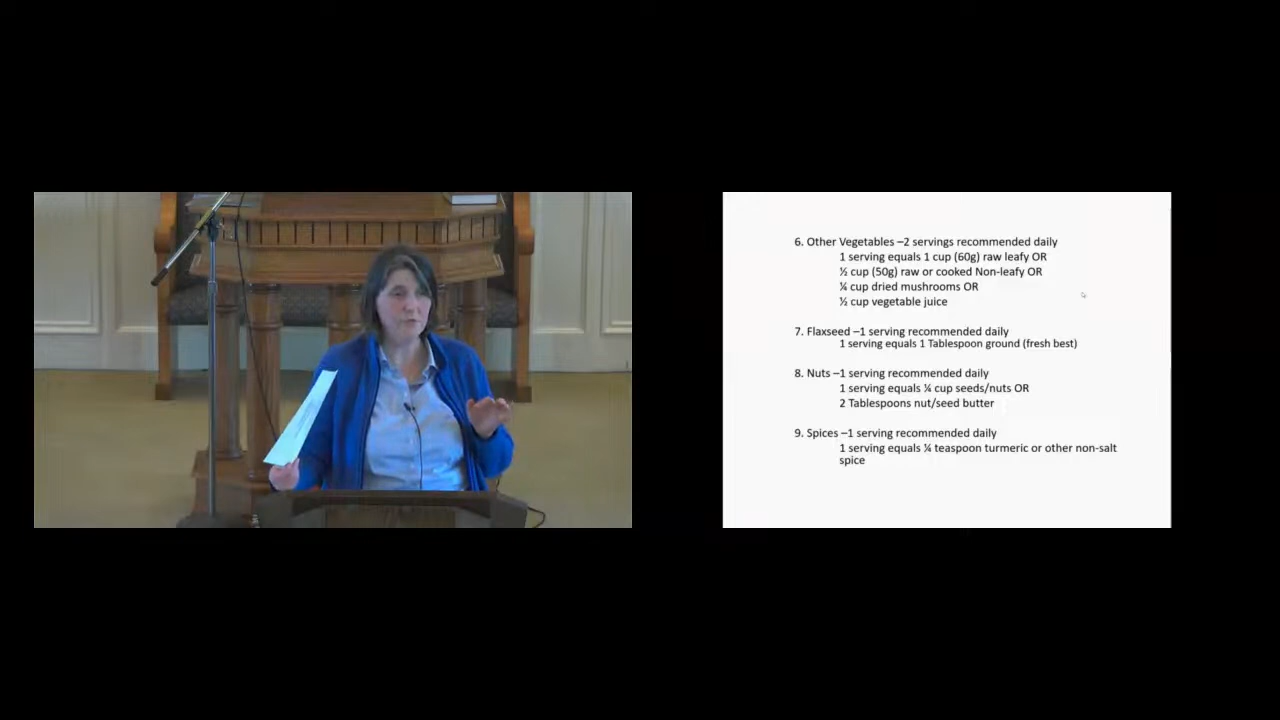 6. Other Vegetables –2 servings recommended daily
1 serving equals 1 cup (60g) raw leafy OR
½ cup (50g) raw or cooked Non-leafy OR
¼ cup dried mushrooms OR
½ cup vegetable juice
7. Flaxseed –1 serving recommended daily
1 serving equals 1 Tablespoon ground (fresh best)
8. Nuts –1 serving recommended daily
1 serving equals ¼ cup seeds/nuts OR
2 Tablespoons nut/seed butter
9. Spices –1 serving recommended daily
1 serving equals ¼ teaspoon turmeric or other non-salt
spice